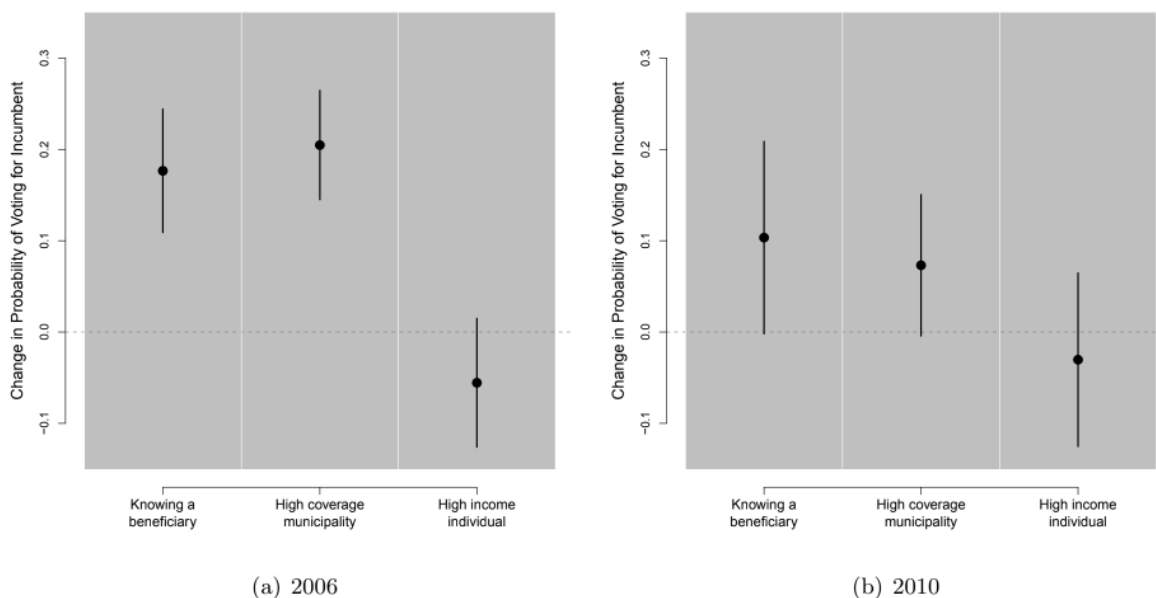 Change in Probability of Voting for Incumbent
0.3
0.2
0.1
0.0
−0.1
Knowing a
beneficiary
High coverage
municipality
High income
individual
(a) 2006
Change in Probability of Voting for Incumbent
0.3
0.2
0.1
0.0
−0.1
Knowing a
beneficiary
High coverage
municipality
High income
individual
(b) 2010